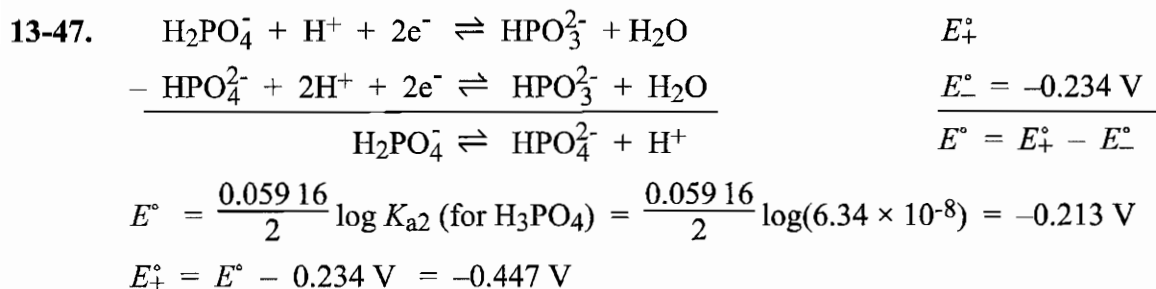 13-47. H₂PO₄⁻ + H⁺ + 2e⁻ ⇌ HPO₃²⁻ + H₂O E₊°
− HPO₄²⁻ + 2H⁺ + 2e⁻ ⇌ HPO₃²⁻ + H₂O E₋° = −0.234 V
H₂PO₄⁻ ⇌ HPO₄²⁻ + H⁺ E° = E₊° − E₋°
E° = 0.059 16/2 log Kₐ₂ (for H₃PO₄) = 0.059 16/2 log(6.34 × 10⁻⁸) = −0.213 V
E₊° = E° − 0.234 V = −0.447 V